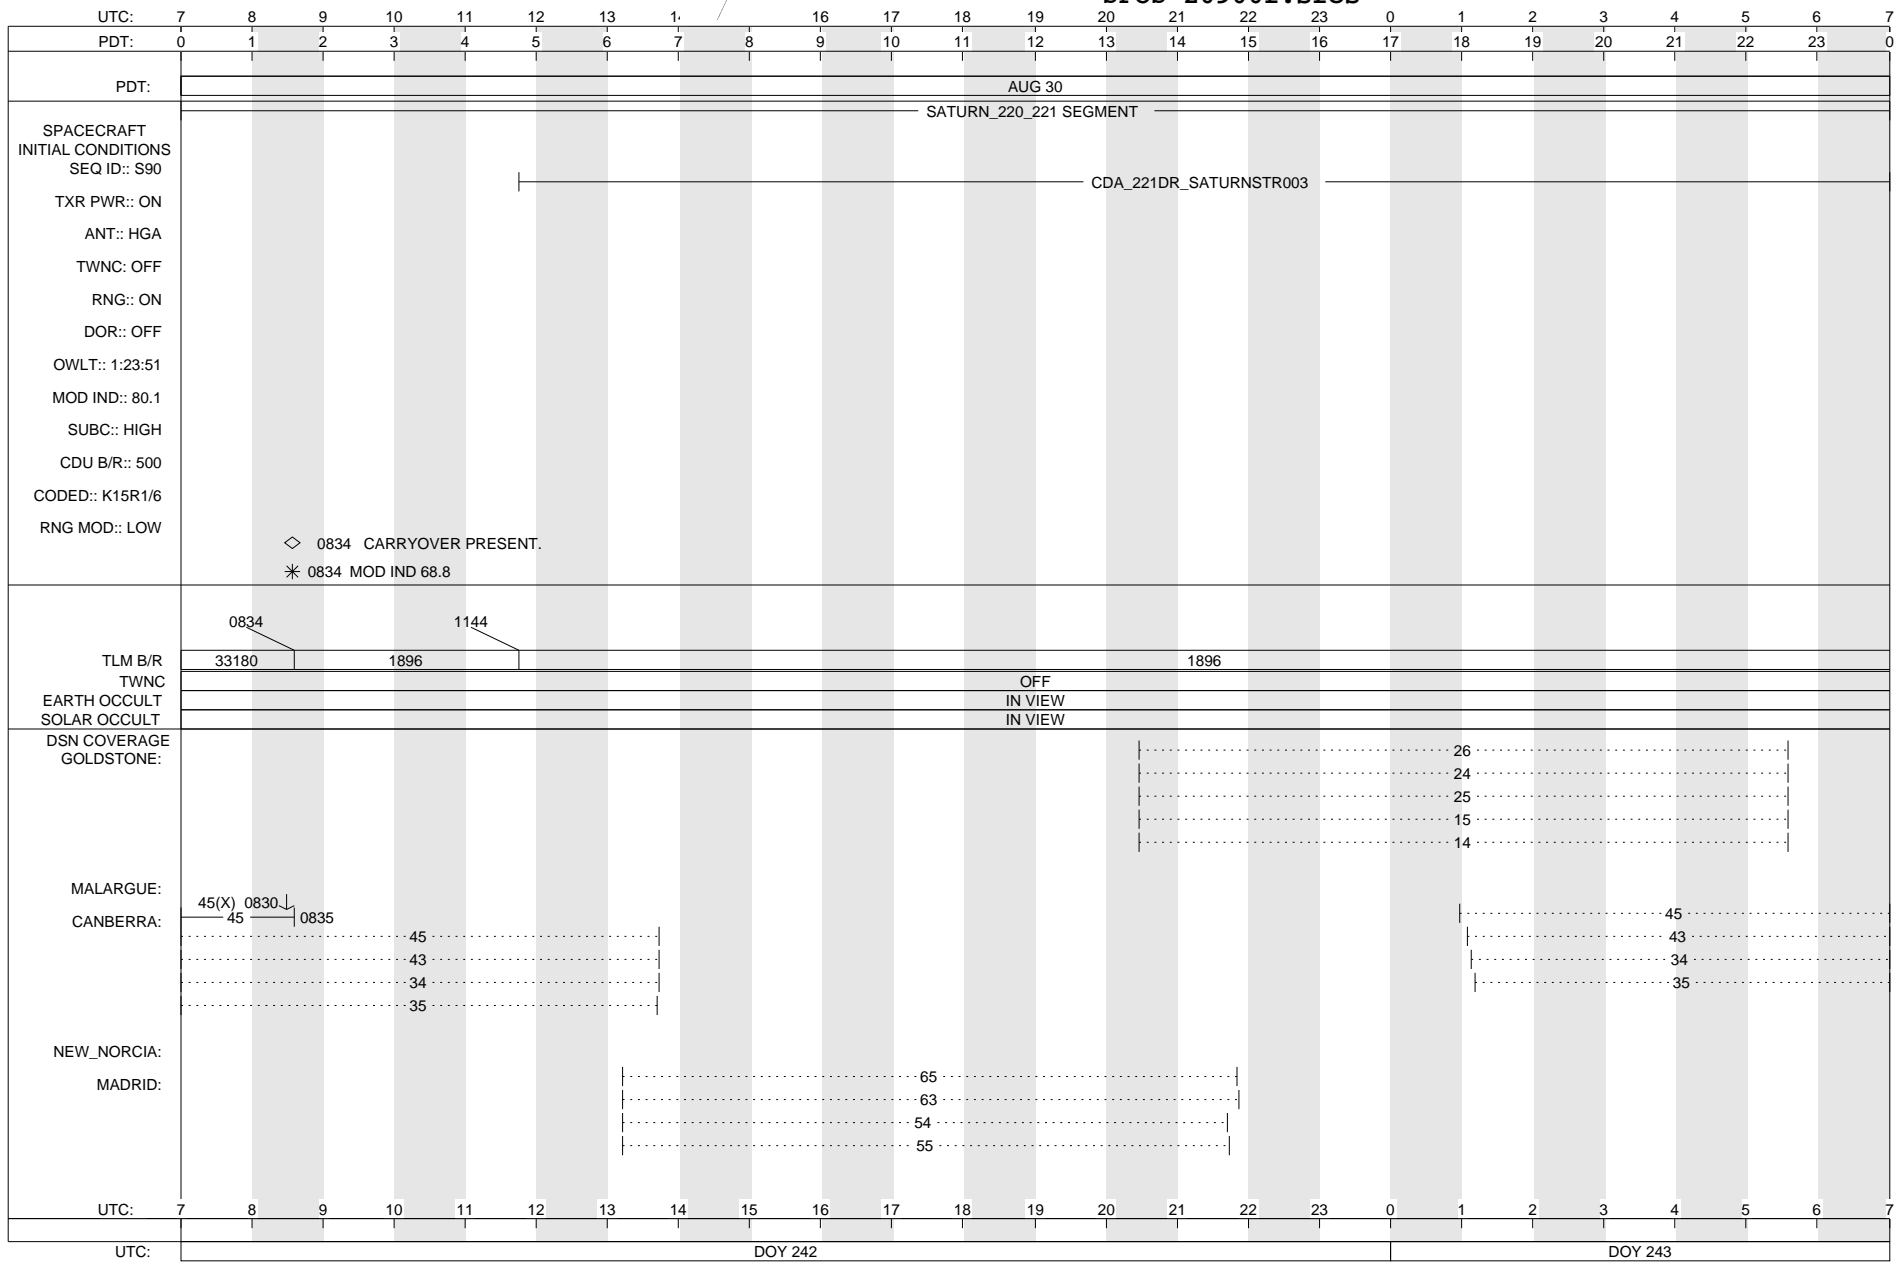 UTC: 7 8 9 10 11 12 13 14 16 17 18 19 20 21 22 23 0 1 2 3 4 5 6 7
PDT: 0 1 2 3 4 5 6 7 8 9 10 11 12 13 14 15 16 17 18 19 20 21 22 23 0
PDT: AUG 30
SATURN_220_221 SEGMENT
SPACECRAFT
INITIAL CONDITIONS
SEQ ID:: S90
CDA_221DR_SATURNSTR003
TXR PWR:: ON
ANT:: HGA
TWNC: OFF
RNG:: ON
DOR:: OFF
OWLT:: 1:23:51
MOD IND:: 80.1
SUBC:: HIGH
CDU B/R:: 500
CODED:: K15R1/6
RNG MOD:: LOW
0834 CARRYOVER PRESENT.
0834 MOD IND 68.8
0834 1144
TLM B/R 33180 1896 1896
TWNC OFF
EARTH OCCULT IN VIEW
SOLAR OCCULT IN VIEW
DSN COVERAGE
GOLDSTONE:
26
24
25
15
14
MALARGUE:
45(X) 0830
CANBERRA: 45 0835 45
45 43
43 34
34 35
35
NEW_NORCIA:
MADRID:
65
63
54
55
UTC: 7 8 9 10 11 12 13 14 15 16 17 18 19 20 21 22 23 0 1 2 3 4 5 6 7
UTC: DOY 242 DOY 243